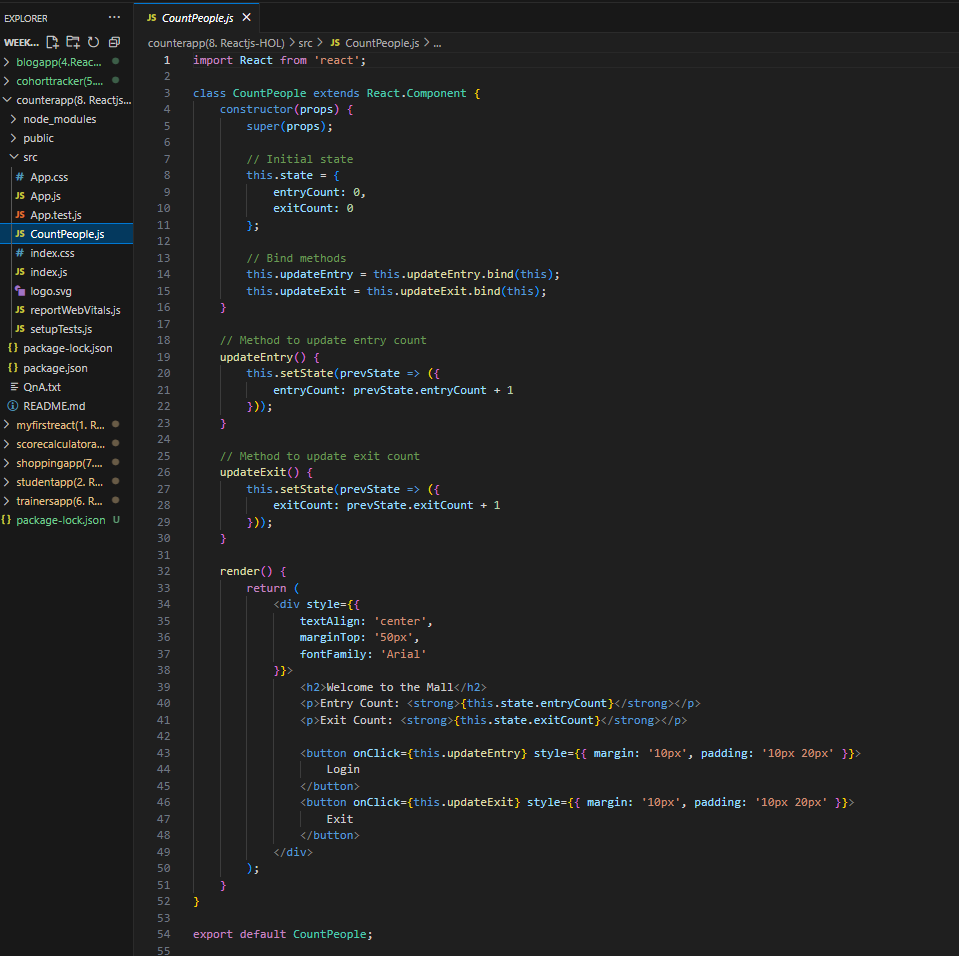 EXPLORER ···
WEEK...
blogapp(4.Reac...
cohorttracker(5....
counterapp(8. Reactjs...
node_modules
public
src
# App.css
JS App.js
JS App.test.js
JS CountPeople.js
# index.css
JS index.js
logo.svg
JS reportWebVitals.js
JS setupTests.js
{} package-lock.json
{} package.json
QnA.txt
README.md
myfirstreact(1. R...
scorecalculatora...
shoppingapp(7....
studentapp(2. R...
trainersapp(6. R...
{} package-lock.json U
JS CountPeople.js ×
counterapp(8. Reactjs-HOL) > src > JS CountPeople.js > ...
1 import React from 'react';
2
3 class CountPeople extends React.Component {
4     constructor(props) {
5         super(props);
6
7         // Initial state
8         this.state = {
9             entryCount: 0,
10             exitCount: 0
11         };
12
13         // Bind methods
14         this.updateEntry = this.updateEntry.bind(this);
15         this.updateExit = this.updateExit.bind(this);
16     }
17
18     // Method to update entry count
19     updateEntry() {
20         this.setState(prevState => ({
21             entryCount: prevState.entryCount + 1
22         }));
23     }
24
25     // Method to update exit count
26     updateExit() {
27         this.setState(prevState => ({
28             exitCount: prevState.exitCount + 1
29         }));
30     }
31
32     render() {
33         return (
34             <div style={{
35                 textAlign: 'center',
36                 marginTop: '50px',
37                 fontFamily: 'Arial'
38             }}>
39                 <h2>Welcome to the Mall</h2>
40                 <p>Entry Count: <strong>{this.state.entryCount}</strong></p>
41                 <p>Exit Count: <strong>{this.state.exitCount}</strong></p>
42
43                 <button onClick={this.updateEntry} style={{ margin: '10px', padding: '10px 20px' }}>
44                     Login
45                 </button>
46                 <button onClick={this.updateExit} style={{ margin: '10px', padding: '10px 20px' }}>
47                     Exit
48                 </button>
49             </div>
50         );
51     }
52 }
53
54 export default CountPeople;
55